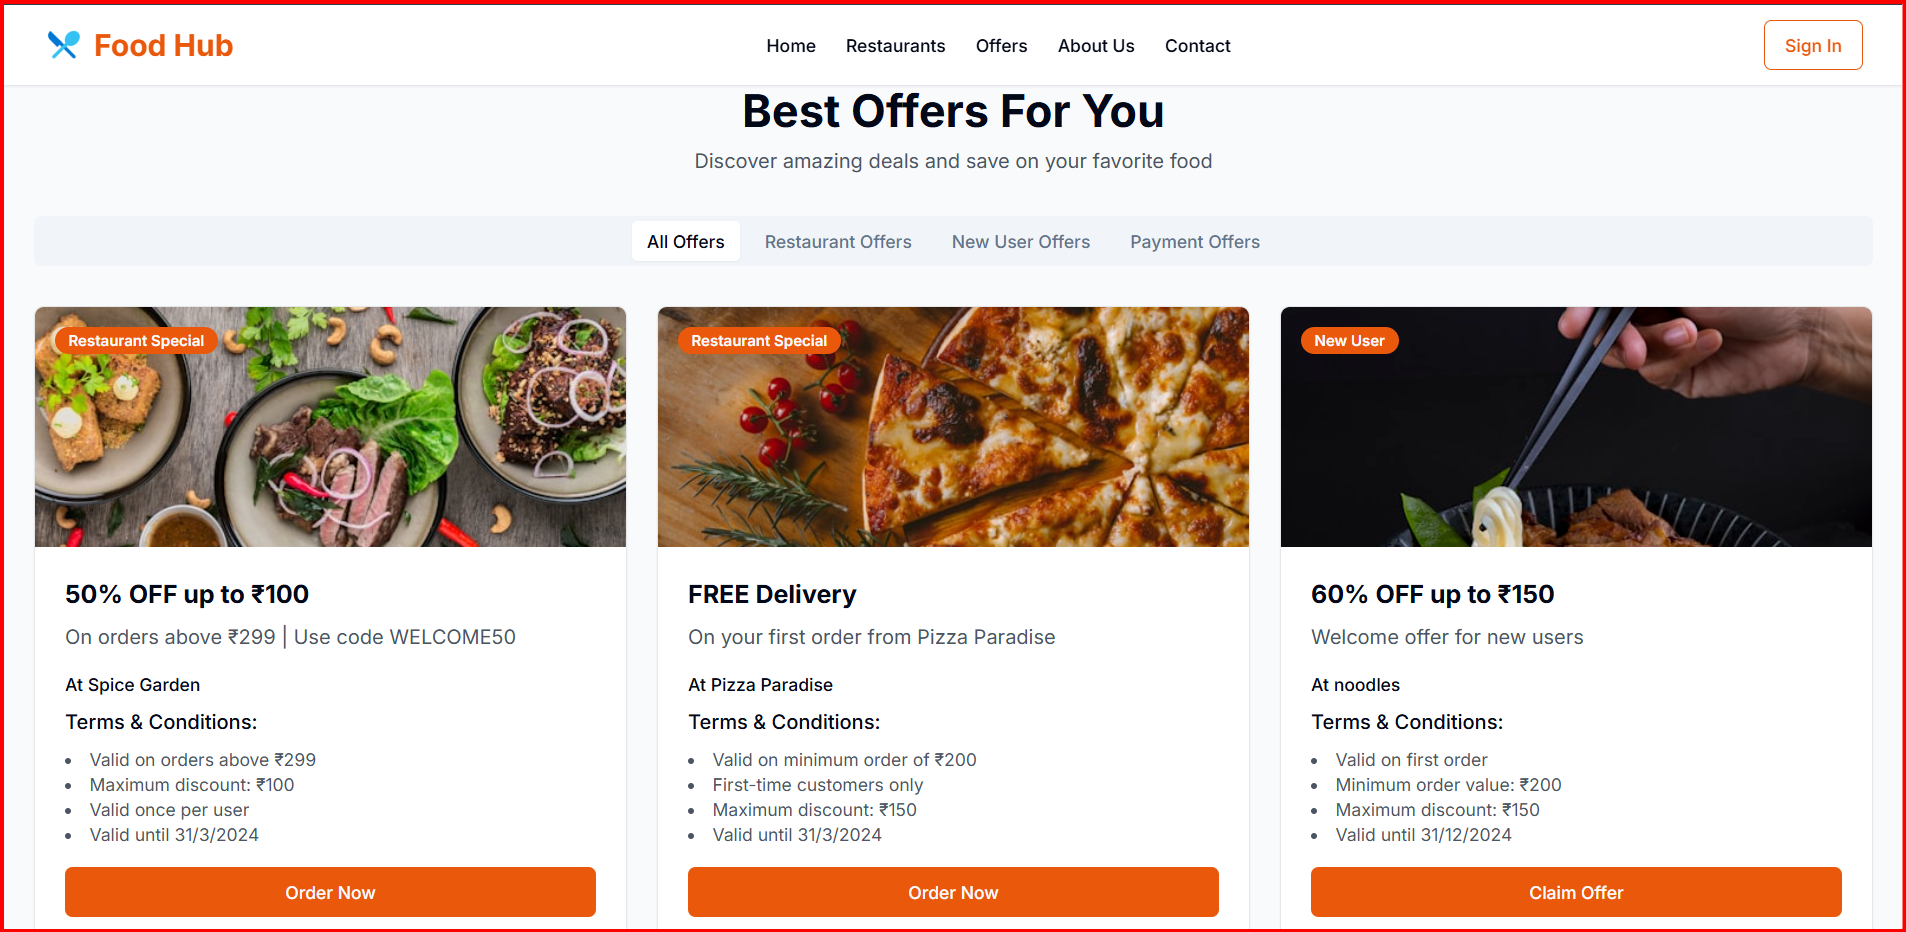 Food Hub
Home Restaurants Offers About Us Contact
Sign In
Best Offers For You
Discover amazing deals and save on your favorite food
All Offers Restaurant Offers New User Offers Payment Offers
Restaurant Special
50% OFF up to ₹100
On orders above ₹299 | Use code WELCOME50
At Spice Garden
Terms & Conditions:
Valid on orders above ₹299
Maximum discount: ₹100
Valid once per user
Valid until 31/3/2024
Order Now
Restaurant Special
FREE Delivery
On your first order from Pizza Paradise
At Pizza Paradise
Terms & Conditions:
Valid on minimum order of ₹200
First-time customers only
Maximum discount: ₹150
Valid until 31/3/2024
Order Now
New User
60% OFF up to ₹150
Welcome offer for new users
At noodles
Terms & Conditions:
Valid on first order
Minimum order value: ₹200
Maximum discount: ₹150
Valid until 31/12/2024
Claim Offer